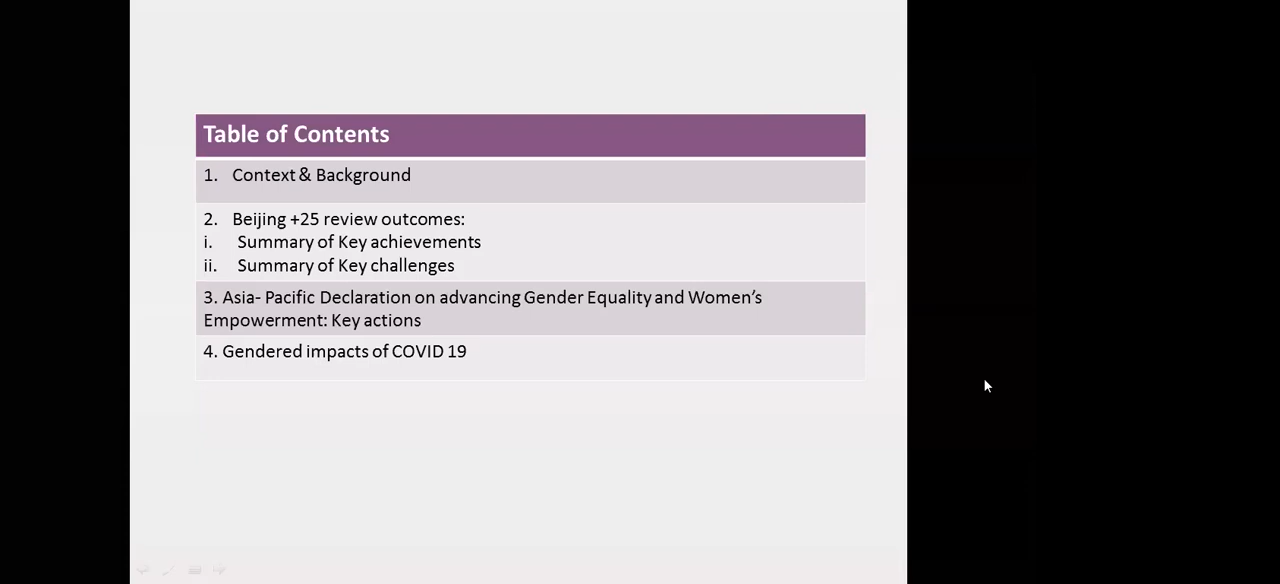 Table of Contents
1. Context & Background
2. Beijing +25 review outcomes:
i. Summary of Key achievements
ii. Summary of Key challenges
3. Asia- Pacific Declaration on advancing Gender Equality and Women’s
Empowerment: Key actions
4. Gendered impacts of COVID 19